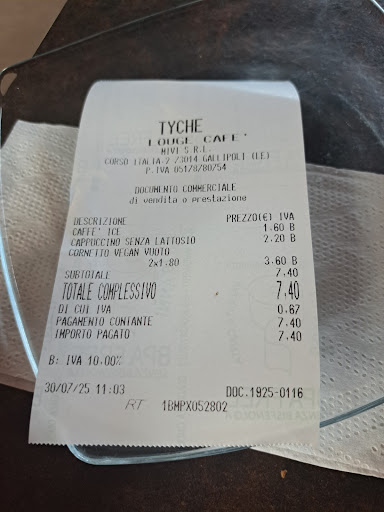 TYCHE
LOUGE CAFE'
HIVI S.R.L.
CORSO ITALIA 2 73014 GALLIPOLI (LE)
P.IVA 05178780754
DOCUMENTO COMMERCIALE
di vendita o prestazione
DESCRIZIONE PREZZO(€) IVA
CAFFE' ICE 1.60 B
CAPPUCCINO SENZA LATTOSIO 2.20 B
CORNETTO VEGAN VUOTO
2x1.80 3.60 B
SUBTOTALE 7.40
TOTALE COMPLESSIVO 7.40
DI CUI IVA 0.67
PAGAMENTO CONTANTE 7.40
IMPORTO PAGATO 7.40
B: IVA 10.00%
30/07/25 11:03 DOC.1925-0116
RT 1BMPX052802